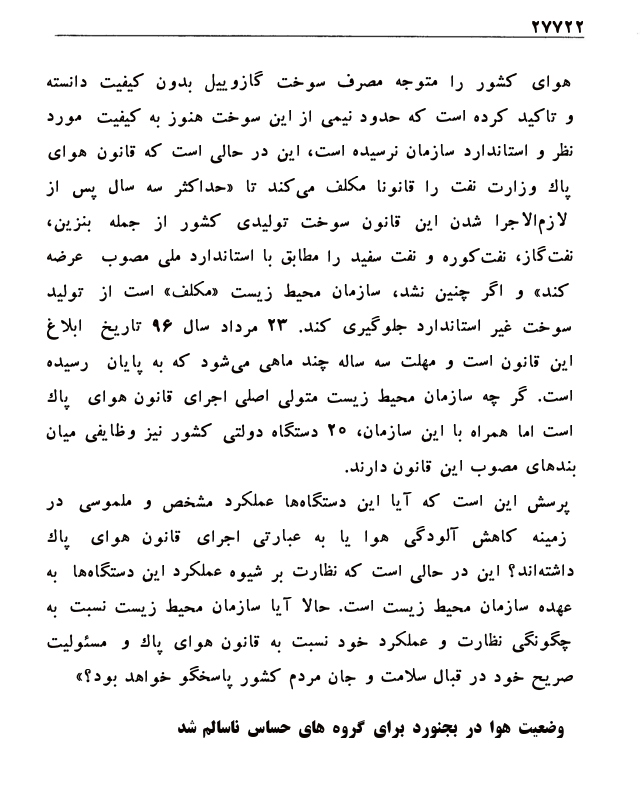 ۲۷۷۲۲
هوای کشور را متوجه مصرف سوخت گازوییل بدون کیفیت دانسته
و تاکید کرده است که حدود نیمی از این سوخت هنوز به کیفیت مورد
نظر و استاندارد سازمان نرسیده است، این در حالی است که قانون هوای
پاك وزارت نفت را قانونا مکلف می‌کند تا «حداکثر سه سال پس از
لازم‌الاجرا شدن این قانون سوخت تولیدی کشور از جمله بنزین،
نفت‌گاز، نفت‌کوره و نفت سفید را مطابق با استاندارد ملی مصوب عرضه
کند» و اگر چنین نشد، سازمان محیط زیست «مکلف» است از تولید
سوخت غیر استاندارد جلوگیری کند. ۲۳ مرداد سال ۹۶ تاریخ ابلاغ
این قانون است و مهلت سه ساله چند ماهی می‌شود که به پایان رسیده
است. گر چه سازمان محیط زیست متولی اصلی اجرای قانون هوای پاك
است اما همراه با این سازمان، ۲۵ دستگاه دولتی کشور نیز وظایفی میان
بندهای مصوب این قانون دارند.
پرسش این است که آیا این دستگاه‌ها عملکرد مشخص و ملموسی در
زمینه کاهش آلودگی هوا یا به عبارتی اجرای قانون هوای پاك
داشته‌اند؟ این در حالی است که نظارت بر شیوه عملکرد این دستگاه‌ها به
عهده سازمان محیط زیست است. حالا آیا سازمان محیط زیست نسبت به
چگونگی نظارت و عملکرد خود نسبت به قانون هوای پاك و مسئولیت
صریح خود در قبال سلامت و جان مردم کشور پاسخگو خواهد بود؟»
وضعیت هوا در بجنورد برای گروه های حساس ناسالم شد